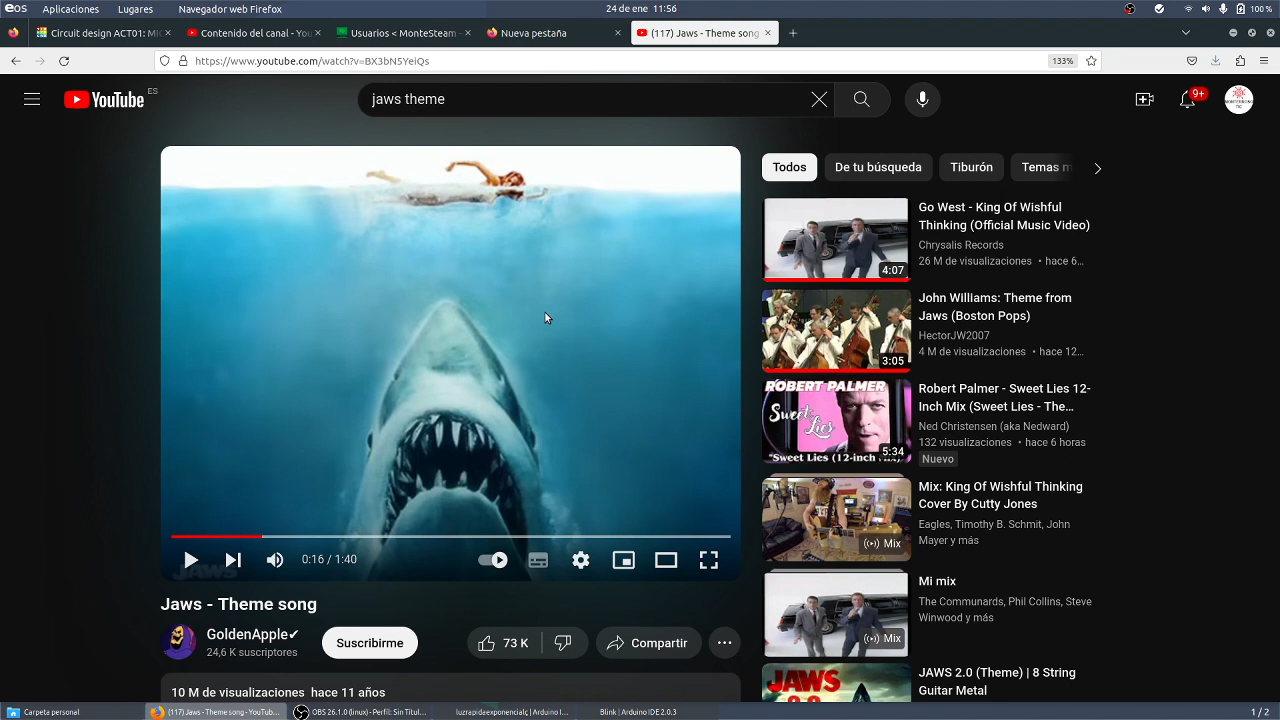 eos Aplicaciones Lugares Navegador web Firefox 24 de ene 11:56 100 %
Circuit design ACT01: MI Contenido del canal - You Usuarios < MonteSteam - Nueva pestaña (117) Jaws - Theme song
https://www.youtube.com/watch?v=BX3bN5YeiQs 133%
YouTube ES jaws theme 9+
Todos De tu búsqueda Tiburón Temas m
Go West - King Of Wishful
Thinking (Official Music Video)
Chrysalis Records
26 M de visualizaciones • hace 6...
4:07
John Williams: Theme from
Jaws (Boston Pops)
HectorJW2007
4 M de visualizaciones • hace 12...
3:05
ROBERT PALMER
Sweet Lies
"Sweet Lies (12-inch
Robert Palmer - Sweet Lies 12-
Inch Mix (Sweet Lies - The...
Ned Christensen (aka Nedward)
132 visualizaciones • hace 6 horas
5:34
Nuevo
Mix: King Of Wishful Thinking
Cover By Cutty Jones
Eagles, Timothy B. Schmit, John
Mayer y más
Mix
0:16 / 1:40
JAWS
Mi mix
The Communards, Phil Collins, Steve
Winwood y más
Mix
Jaws - Theme song
GoldenApple✔
24,6 K suscriptores
Suscribirme 73 K Compartir
JAWS 2.0 (Theme) | 8 String
Guitar Metal
JAWS
10 M de visualizaciones hace 11 años
Carpeta personal (117) Jaws - Theme song - YouTub... OBS 26.1.0 (linux) - Perfil: Sin Titul... luzrapidaexponencialç | Arduino I... Blink | Arduino IDE 2.0.3 1 / 2